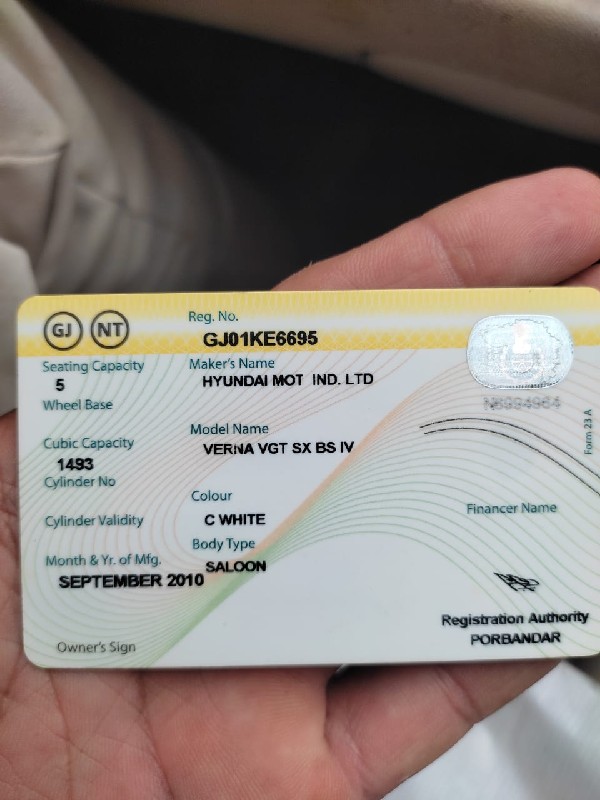 GJ NT
Reg. No.
GJ01KE6695
Seating Capacity
5
Maker's Name
HYUNDAI MOT IND. LTD
Wheel Base
Cubic Capacity
1493
Model Name
VERNA VGT SX BS IV
Cylinder No
Colour
C WHITE
Cylinder Validity
Body Type
SALOON
Month & Yr. of Mfg.
SEPTEMBER 2010
Owner's Sign
Form 23 A
Financer Name
Registration Authority
PORBANDAR